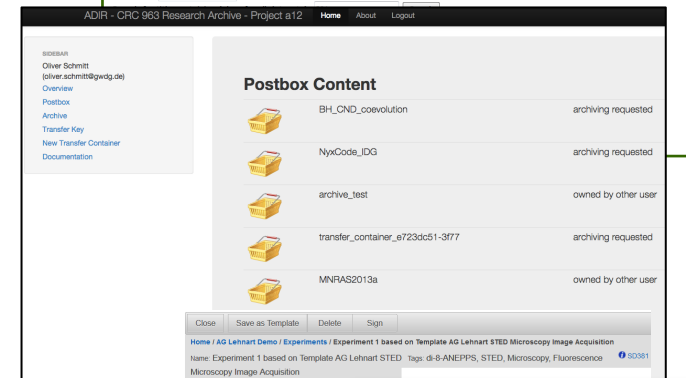 ADIR - CRC 963 Research Archive - Project a12 Home About Logout
SIDEBAR
Oliver Schmitt
(oliver.schmitt@gwdg.de)
Overview
Postbox
Archive
Transfer Key
New Transfer Container
Documentation
Postbox Content
BH_CND_coevolution archiving requested
NyxCode_IDG archiving requested
archive_test owned by other user
transfer_container_e723dc51-3f77 archiving requested
MNRAS2013a owned by other user
Close Save as Template Delete Sign
Home / AG Lehnart Demo / Experiments / Experiment 1 based on Template AG Lehnart STED Microscopy Image Acquisition
Name: Experiment 1 based on Template AG Lehnart STED Tags: di-8-ANEPPS, STED, Microscopy, Fluorescence SD381
Microscopy Image Acquisition